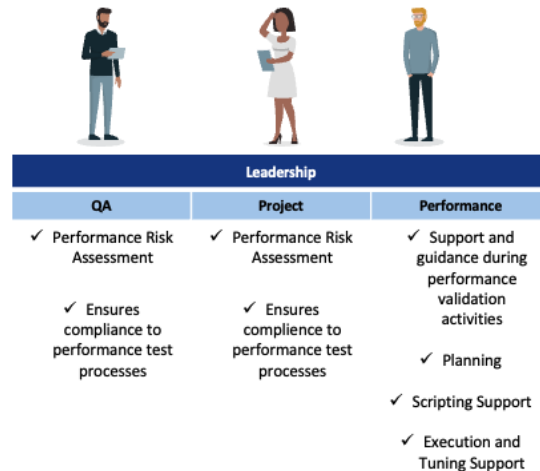 Leadership
QA
Project
Performance
✓ Performance Risk
Assessment
✓ Ensures
compliance to
performance test
processes
✓ Performance Risk
Assessment
✓ Ensures
complience to
performance test
processes
✓ Support and
guidance during
performance
validation
activities
✓ Planning
✓ Scripting Support
✓ Execution and
Tuning Support